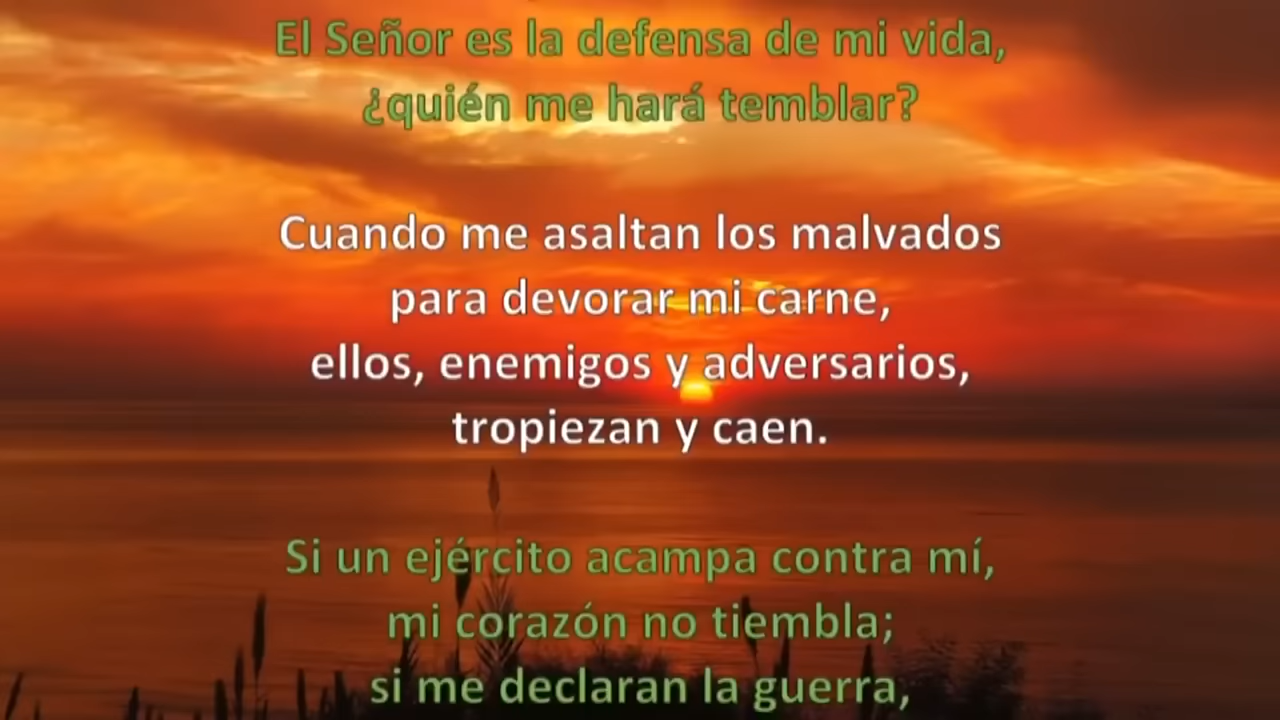 El Señor es la defensa de mi vida,
¿quién me hará temblar?
Cuando me asaltan los malvados
para devorar mi carne,
ellos, enemigos y adversarios,
tropiezan y caen.
Si un ejército acampa contra mí,
mi corazón no tiembla;
si me declaran la guerra,